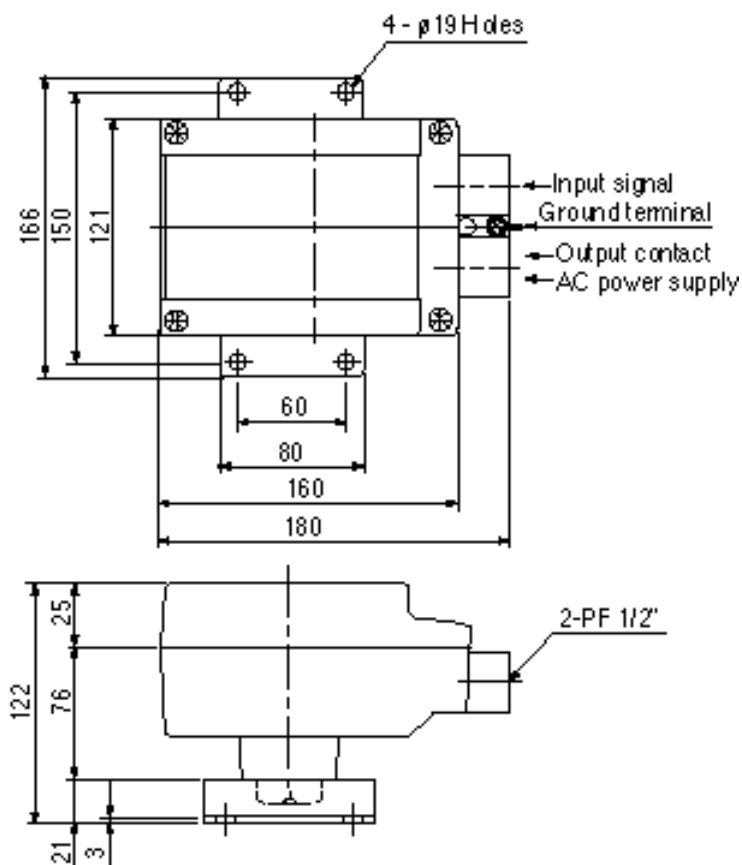 4 - ø19 Holes
166
150
121
Input signal
Ground terminal
Output contact
AC power supply
60
80
160
180
25
2-PF 1/2"
122
76
21
3